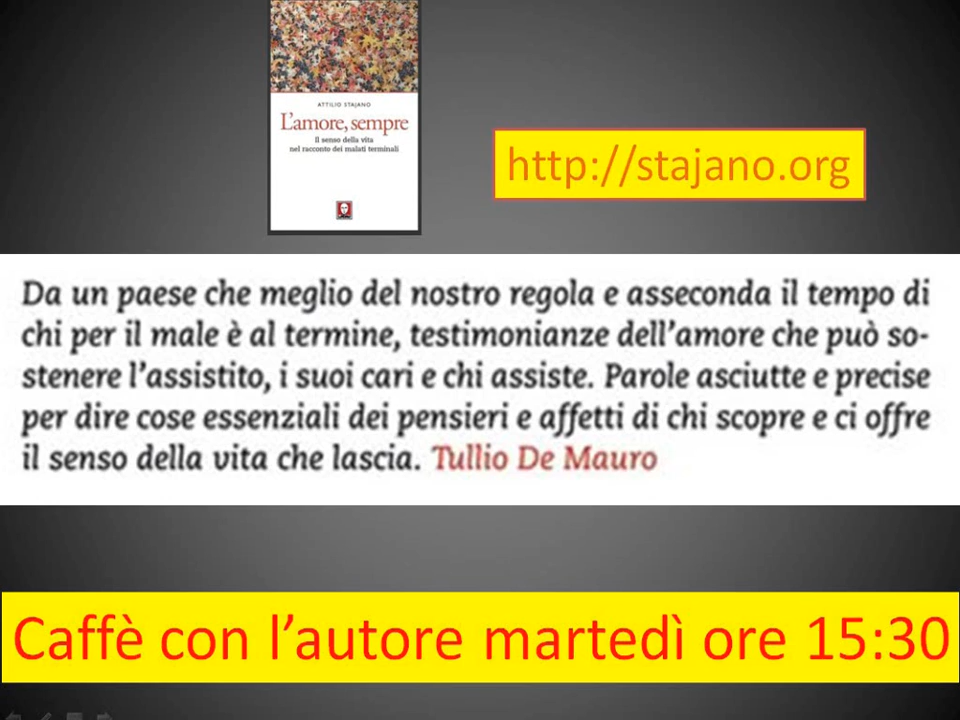 ATTILIO STAJANO
L'amore, sempre
Il senso della vita
nel racconto dei malati terminali
http://stajano.org
Da un paese che meglio del nostro regola e asseconda il tempo di
chi per il male è al termine, testimonianze dell'amore che può so-
stenere l'assistito, i suoi cari e chi assiste. Parole asciutte e precise
per dire cose essenziali dei pensieri e affetti di chi scopre e ci offre
il senso della vita che lascia. Tullio De Mauro
Caffè con l'autore martedì ore 15:30